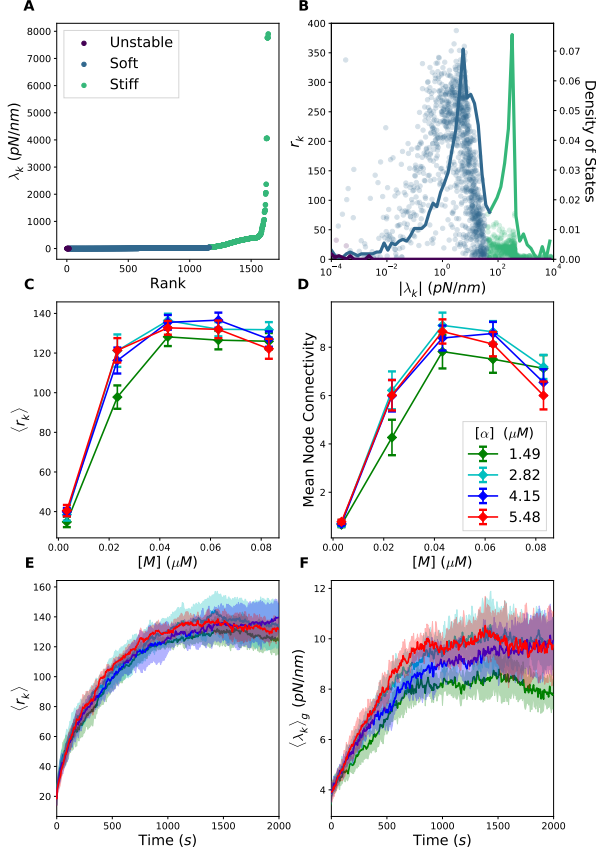 A
λk (pN/nm)
8000
7000
6000
5000
4000
3000
2000
1000
0
Unstable
Soft
Stiff
0 500 1000 1500
Rank
B
rk
400
350
300
250
200
150
100
50
0
0.07
0.06
0.05
0.04
0.03
0.02
0.01
0.00
Density of States
10−4 10−2 100 102 104
|λk| (pN/nm)
C
⟨rk⟩
140
120
100
80
60
40
0.00 0.02 0.04 0.06 0.08
[M] (μM)
D
Mean Node Connectivity
8
6
4
2
[α] (μM)
1.49
2.82
4.15
5.48
0.00 0.02 0.04 0.06 0.08
[M] (μM)
E
⟨rk⟩
160
140
120
100
80
60
40
20
0 500 1000 1500 2000
Time (s)
F
⟨λk⟩g (pN/nm)
12
10
8
6
4
0 500 1000 1500 2000
Time (s)